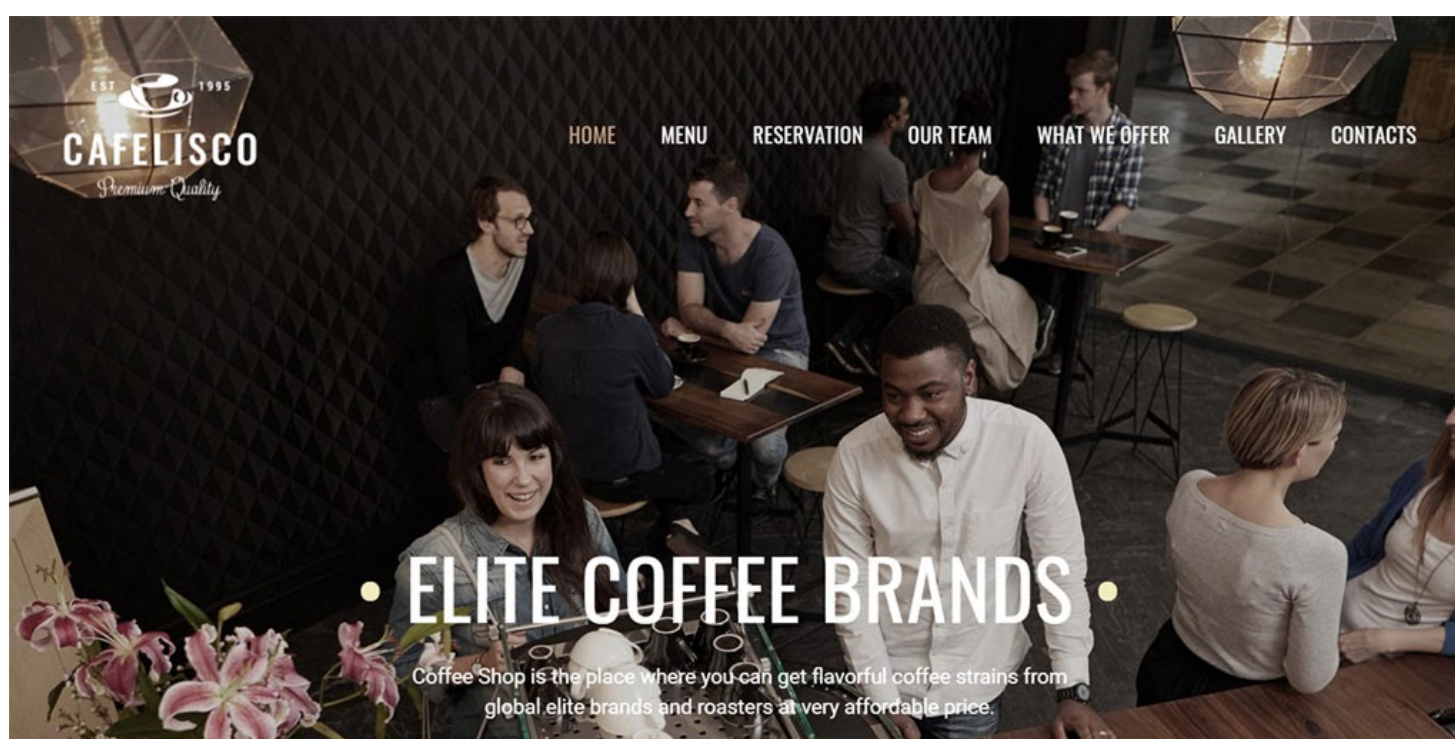 EST 1995
CAFELISCO
Premium Quality
HOME MENU RESERVATION OUR TEAM WHAT WE OFFER GALLERY CONTACTS
ELITE COFFEE BRANDS
Coffee Shop is the place where you can get flavorful coffee strains from
global elite brands and roasters at very affordable price.